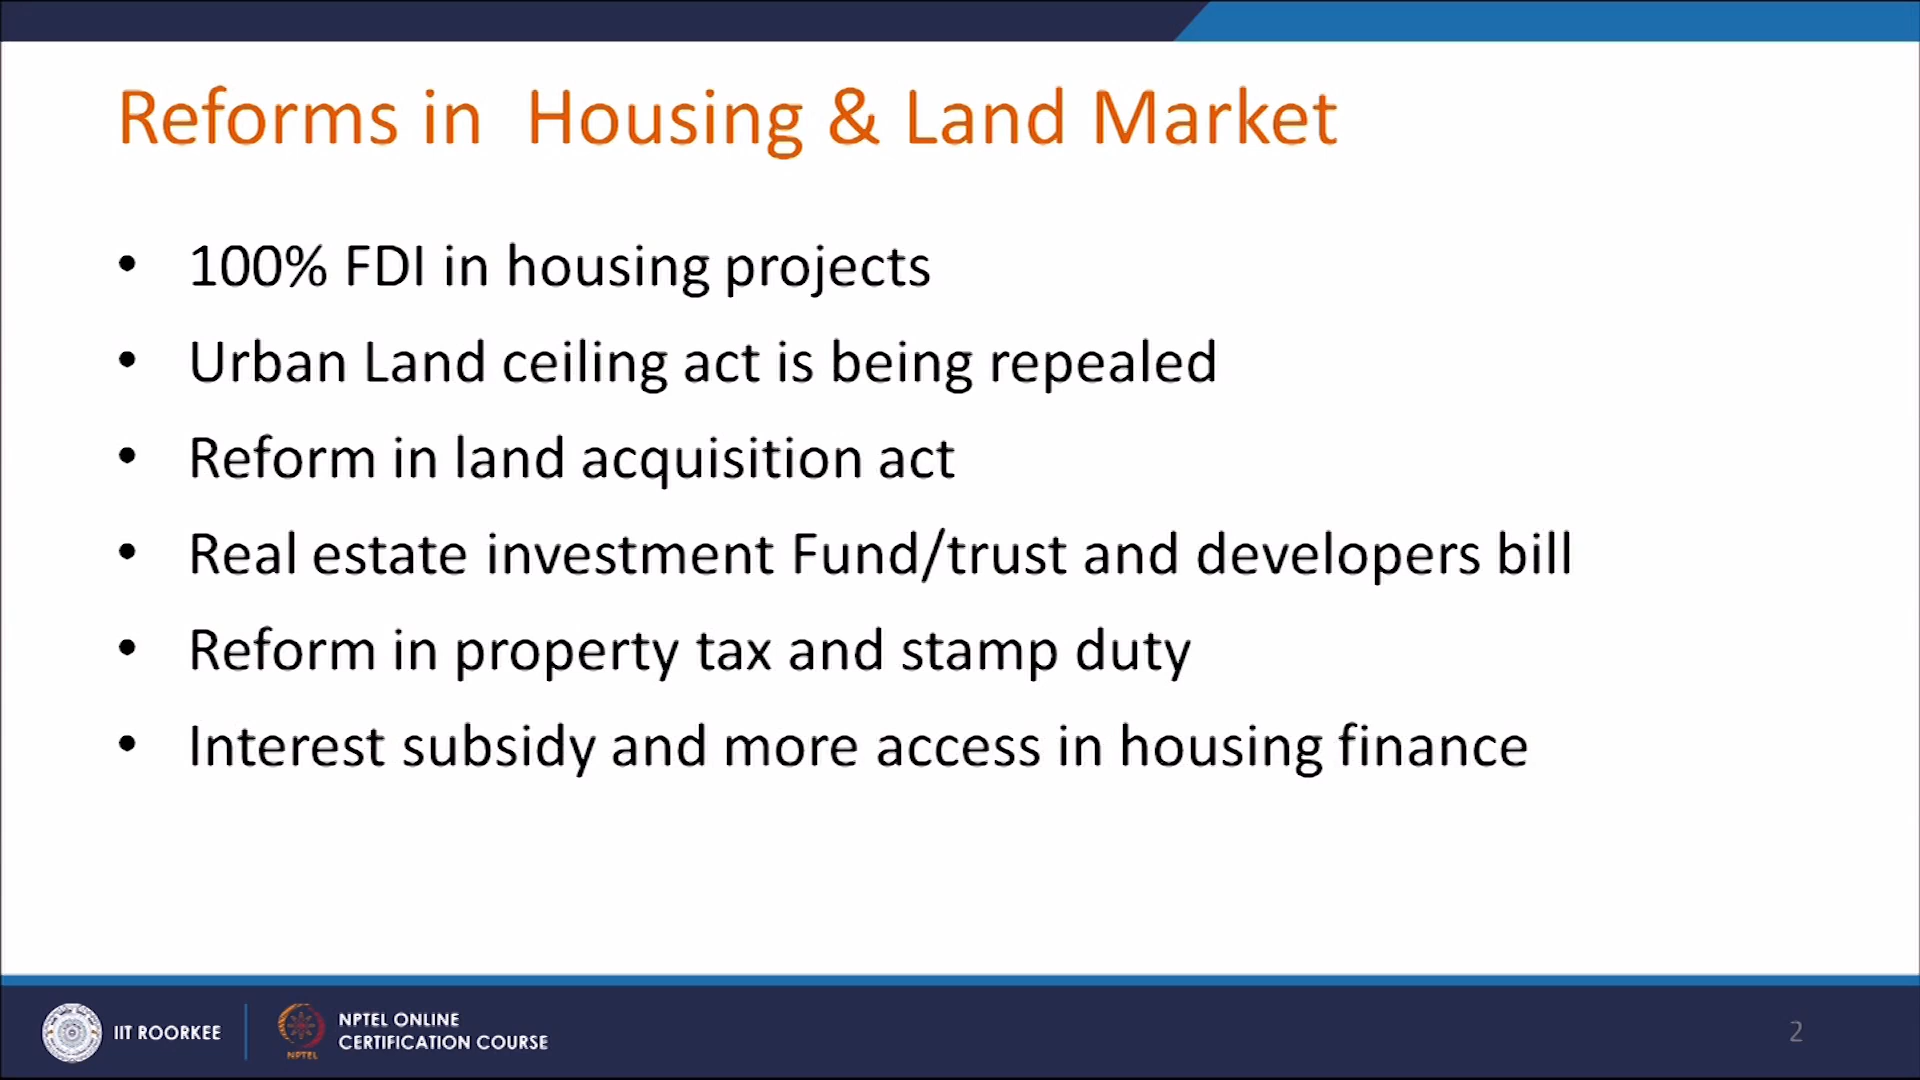 Reforms in Housing & Land Market
• 100% FDI in housing projects
• Urban Land ceiling act is being repealed
• Reform in land acquisition act
• Real estate investment Fund/trust and developers bill
• Reform in property tax and stamp duty
• Interest subsidy and more access in housing finance
IIT ROORKEE
NPTEL
NPTEL ONLINE
CERTIFICATION COURSE
2